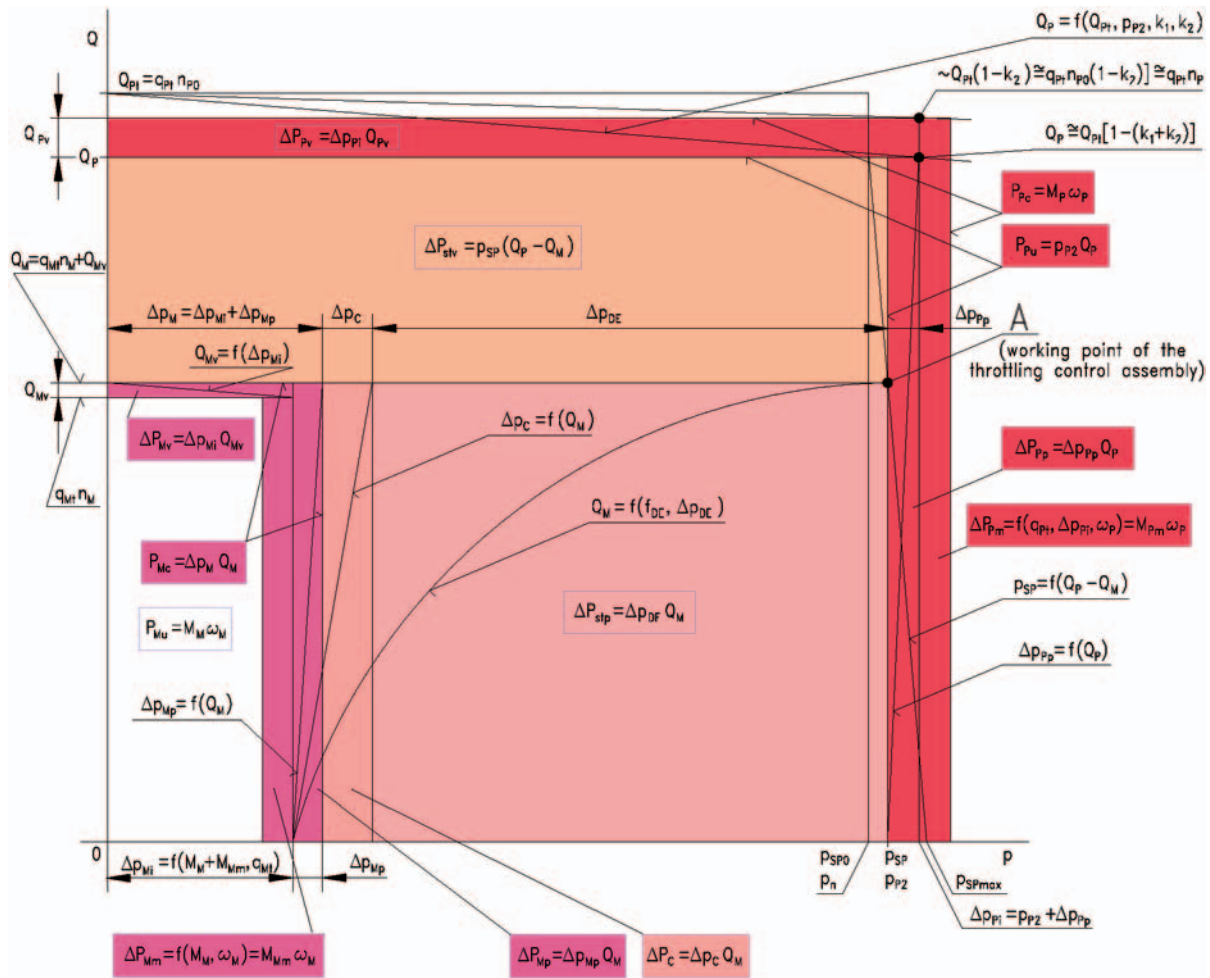 Q
Q_P = f(Q_Pt, p_P2, k_1, k_2)
Q_Pt = q_Pt n_P0
~Q_Pt(1-k_2) ≅ q_Pt n_P0(1-k_2)] ≅ q_Pt n_P
Q_Pv
ΔP_Pv = Δp_Pi Q_Pv
Q_P
Q_P ≅ Q_Pt[1-(k_1+k_2)]
P_Pc = M_P ω_P
ΔP_stv = p_SP(Q_P - Q_M)
P_Pu = p_P2 Q_P
Q_M = q_Mt n_M + Q_Mv
Δp_M = Δp_Mi + Δp_Mp
Δp_C
Δp_DE
Δp_Pp
A
(working point of the
throttling control assembly)
Q_Mv = f(Δp_Mi)
Q_Mv
ΔP_Mv = Δp_Mi Q_Mv
Δp_C = f(Q_M)
ΔP_Pp = Δp_Pp Q_P
q_Mt n_M
Q_M = f(f_DE, Δp_DE)
ΔP_Pm = f(q_Pt, Δp_Pi, ω_P) = M_Pm ω_P
P_Mc = Δp_M Q_M
p_SP = f(Q_P - Q_M)
P_Mu = M_M ω_M
ΔP_stp = Δp_DE Q_M
Δp_Pp = f(Q_P)
Δp_Mp = f(Q_M)
0
Δp_Mi = f(M_M + M_Mm, q_Mt)
Δp_Mp
p_SP0
p_SP
p
p_n
p_P2
p_SPmax
Δp_Pi = p_P2 + Δp_Pp
ΔP_Mm = f(M_M, ω_M) = M_Mm ω_M
ΔP_Mp = Δp_Mp Q_M
ΔP_C = Δp_C Q_M